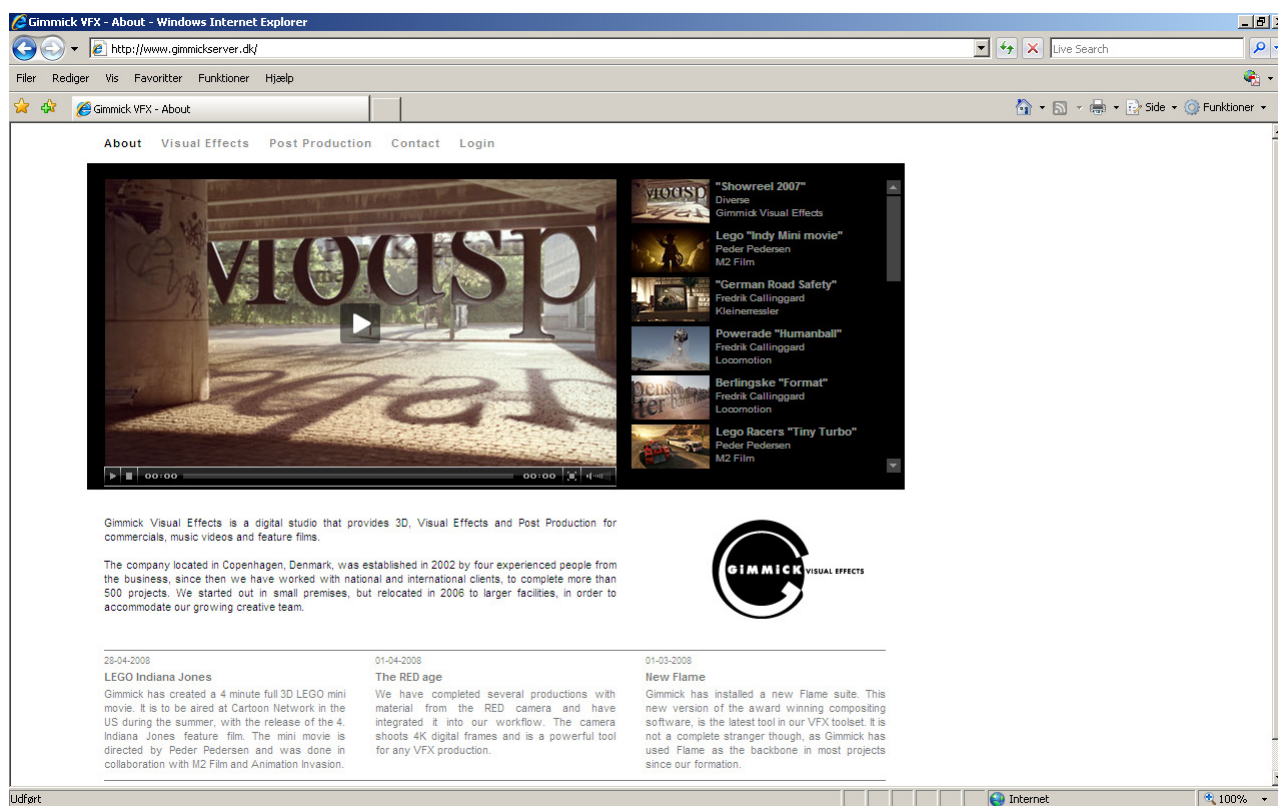 Gimmick VFX - About - Windows Internet Explorer
http://www.gimmickserver.dk/
Live Search
Filer Rediger Vis Favoritter Funktioner Hjælp
Gimmick VFX - About
Side Funktioner
About Visual Effects Post Production Contact Login
Modsp
"Showreel 2007"
Diverse
Gimmick Visual Effects
Lego "Indy Mini movie"
Peder Pedersen
M2 Film
"German Road Safety"
Fredrik Callinggard
Kleinerressler
Powerade "Humanball"
Fredrik Callinggard
Locomotion
Berlingske "Format"
Fredrik Callinggard
Locomotion
Lego Racers "Tiny Turbo"
Peder Pedersen
M2 Film
00:00 00:00
Gimmick Visual Effects is a digital studio that provides 3D, Visual Effects and Post Production for
commercials, music videos and feature films.
The company located in Copenhagen, Denmark, was established in 2002 by four experienced people from
the business, since then we have worked with national and international clients, to complete more than
500 projects. We started out in small premises, but relocated in 2006 to larger facilities, in order to
accommodate our growing creative team.
GIMMICK VISUAL EFFECTS
28-04-2008
LEGO Indiana Jones
Gimmick has created a 4 minute full 3D LEGO mini
movie. It is to be aired at Cartoon Network in the
US during the summer, with the release of the 4.
Indiana Jones feature film. The mini movie is
directed by Peder Pedersen and was done in
collaboration with M2 Film and Animation Invasion.
01-04-2008
The RED age
We have completed several productions with
material from the RED camera and have
integrated it into our workflow. The camera
shoots 4K digital frames and is a powerful tool
for any VFX production.
01-03-2008
New Flame
Gimmick has installed a new Flame suite. This
new version of the award winning compositing
software, is the latest tool in our VFX toolset. It is
not a complete stranger though, as Gimmick has
used Flame as the backbone in most projects
since our formation.
Udført
Internet
100%